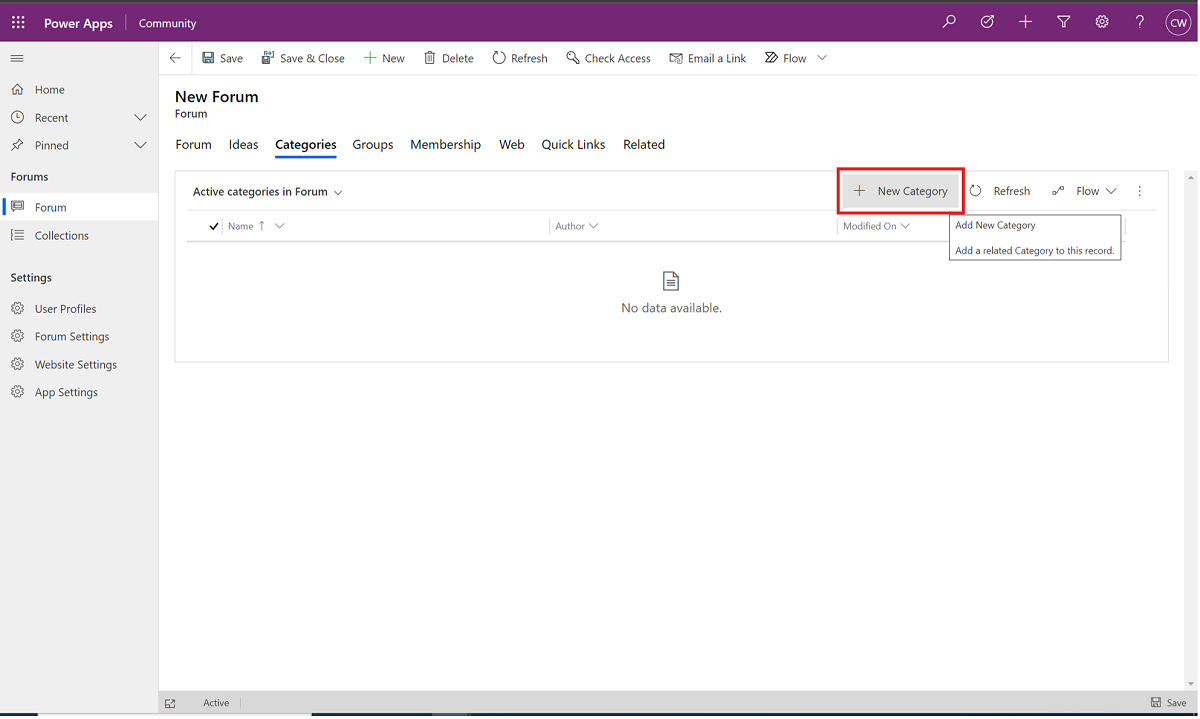 Power Apps Community CW
Save Save & Close New Delete Refresh Check Access Email a Link Flow
Home
Recent
Pinned
Forums
Forum
Collections
Settings
User Profiles
Forum Settings
Website Settings
App Settings
New Forum
Forum
Forum Ideas Categories Groups Membership Web Quick Links Related
Active categories in Forum New Category Refresh Flow
Name Author Modified On
Add New Category
Add a related Category to this record.
No data available.
Active Save